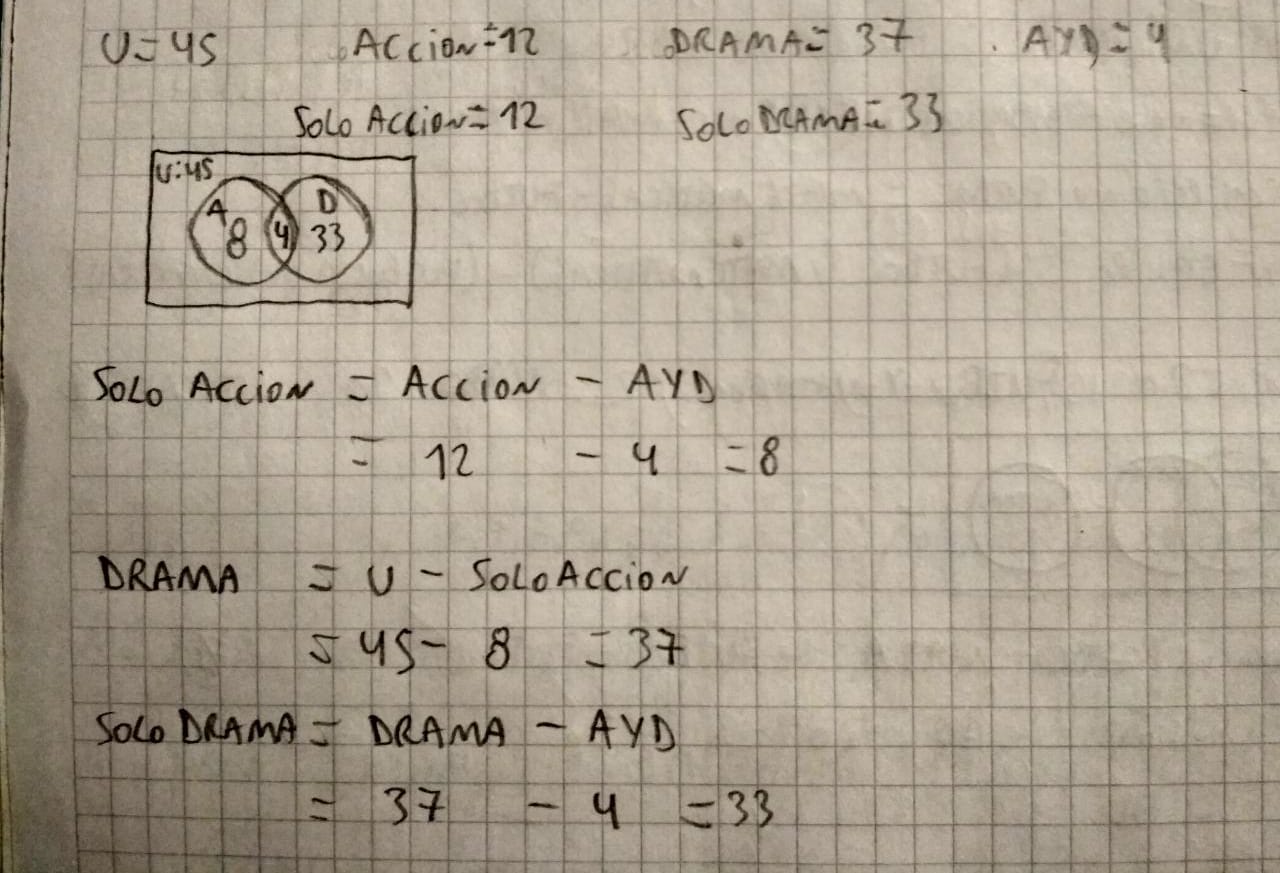 U=45 Accion=12 DRAMA= 37 AYD=4
Solo Accion=12 Solo DRAMA= 33
U:45
A D
8 4 33
Solo Accion = Accion - AYD
= 12 - 4 =8
DRAMA = U - Solo Accion
= 45- 8 =37
Solo DRAMA= DRAMA - AYD
= 37 - 4 =33